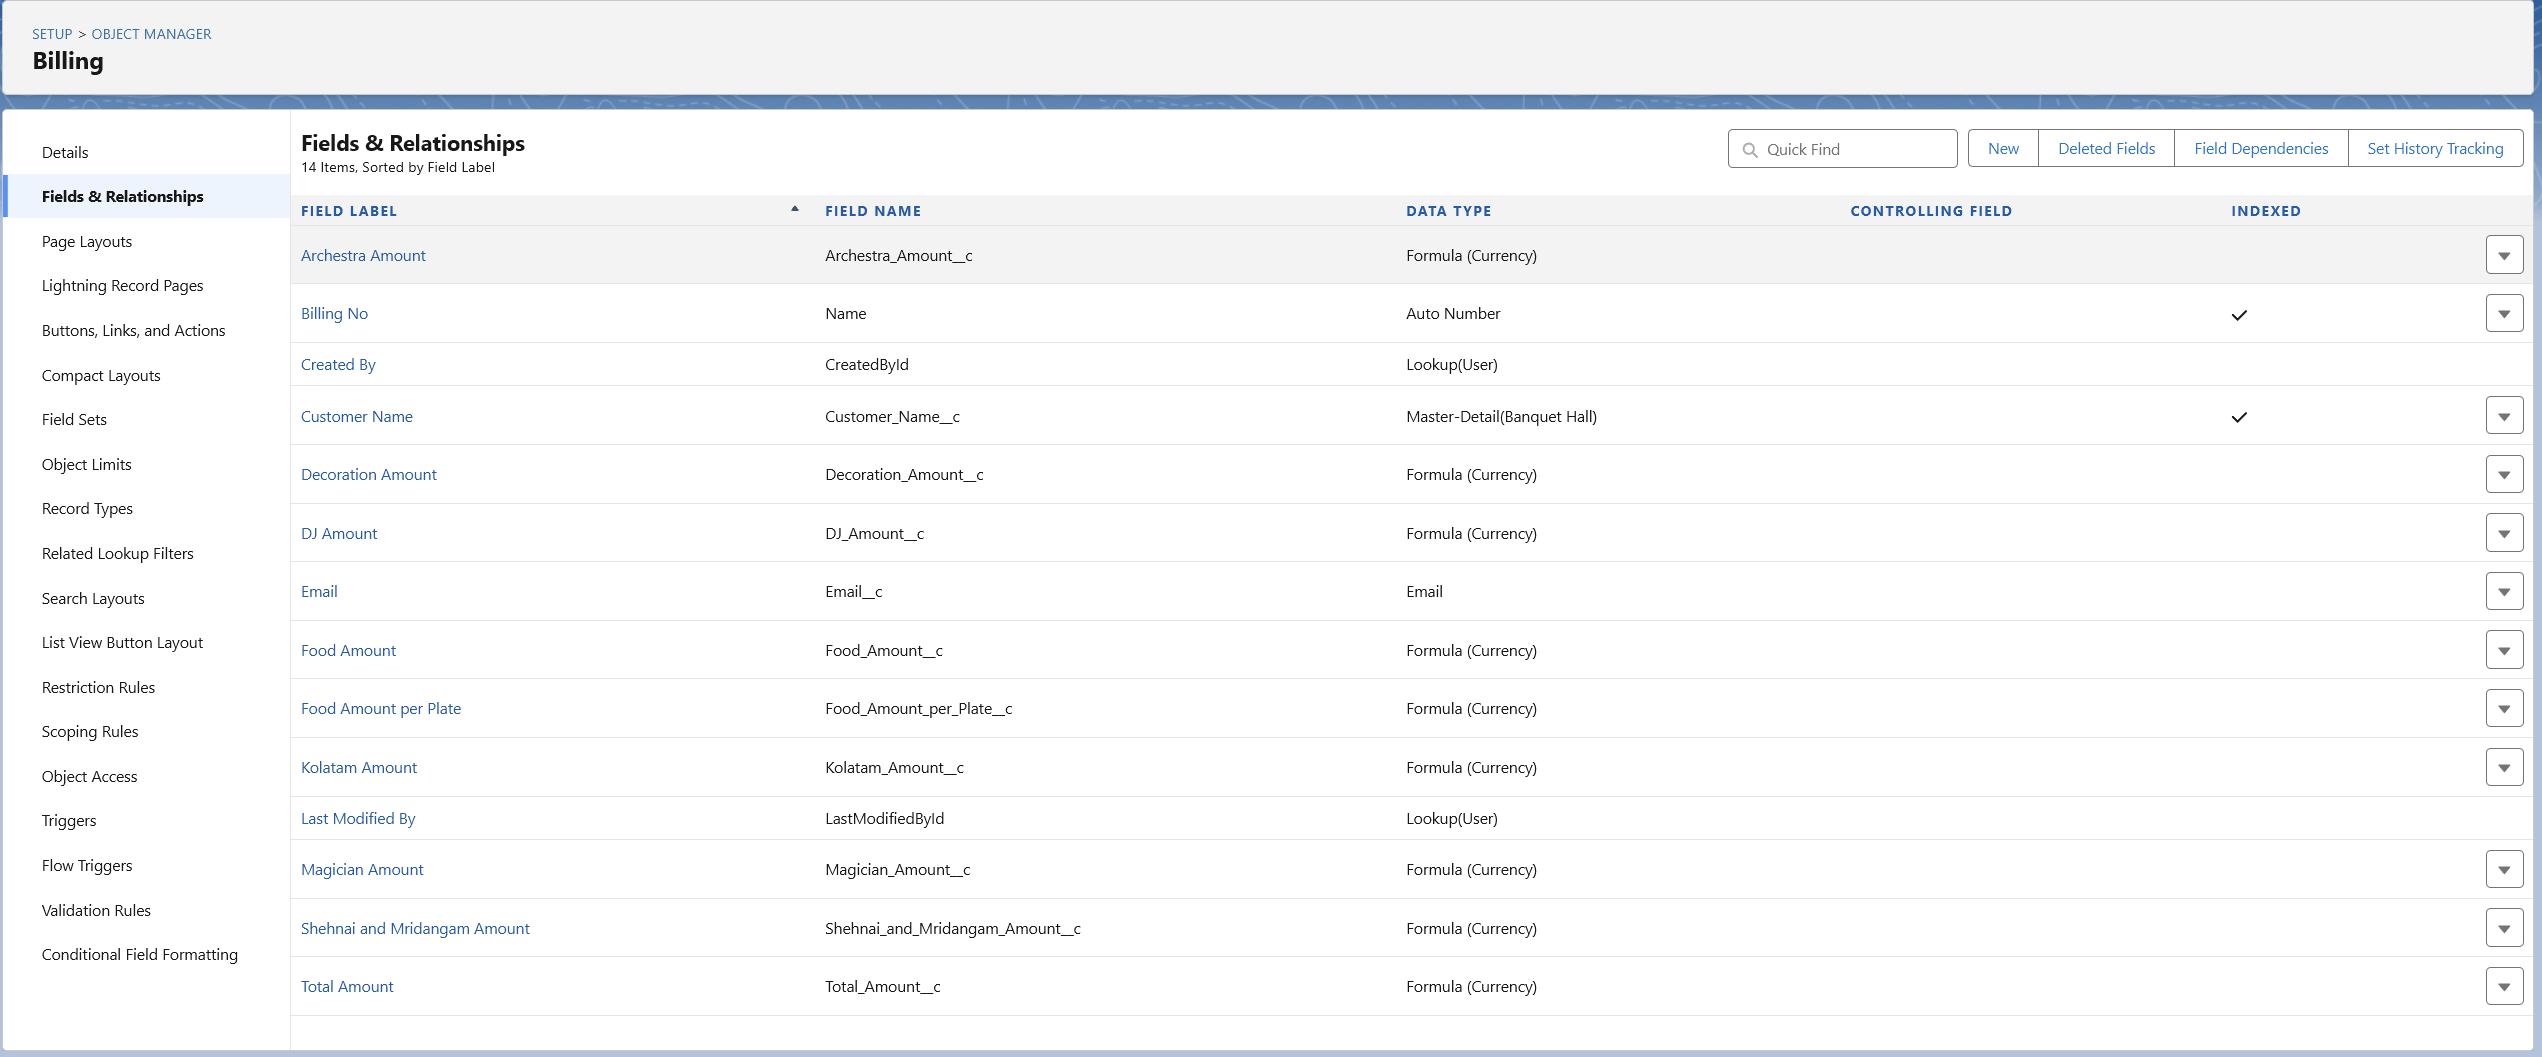 SETUP > OBJECT MANAGER
Billing
Details
Fields & Relationships
Page Layouts
Lightning Record Pages
Buttons, Links, and Actions
Compact Layouts
Field Sets
Object Limits
Record Types
Related Lookup Filters
Search Layouts
List View Button Layout
Restriction Rules
Scoping Rules
Object Access
Triggers
Flow Triggers
Validation Rules
Conditional Field Formatting
Fields & Relationships
14 Items, Sorted by Field Label
Quick Find New Deleted Fields Field Dependencies Set History Tracking
FIELD LABEL FIELD NAME DATA TYPE CONTROLLING FIELD INDEXED
Archestra Amount Archestra_Amount__c Formula (Currency)
Billing No Name Auto Number
Created By CreatedById Lookup(User)
Customer Name Customer_Name__c Master-Detail(Banquet Hall)
Decoration Amount Decoration_Amount__c Formula (Currency)
DJ Amount DJ_Amount__c Formula (Currency)
Email Email__c Email
Food Amount Food_Amount__c Formula (Currency)
Food Amount per Plate Food_Amount_per_Plate__c Formula (Currency)
Kolatam Amount Kolatam_Amount__c Formula (Currency)
Last Modified By LastModifiedById Lookup(User)
Magician Amount Magician_Amount__c Formula (Currency)
Shehnai and Mridangam Amount Shehnai_and_Mridangam_Amount__c Formula (Currency)
Total Amount Total_Amount__c Formula (Currency)